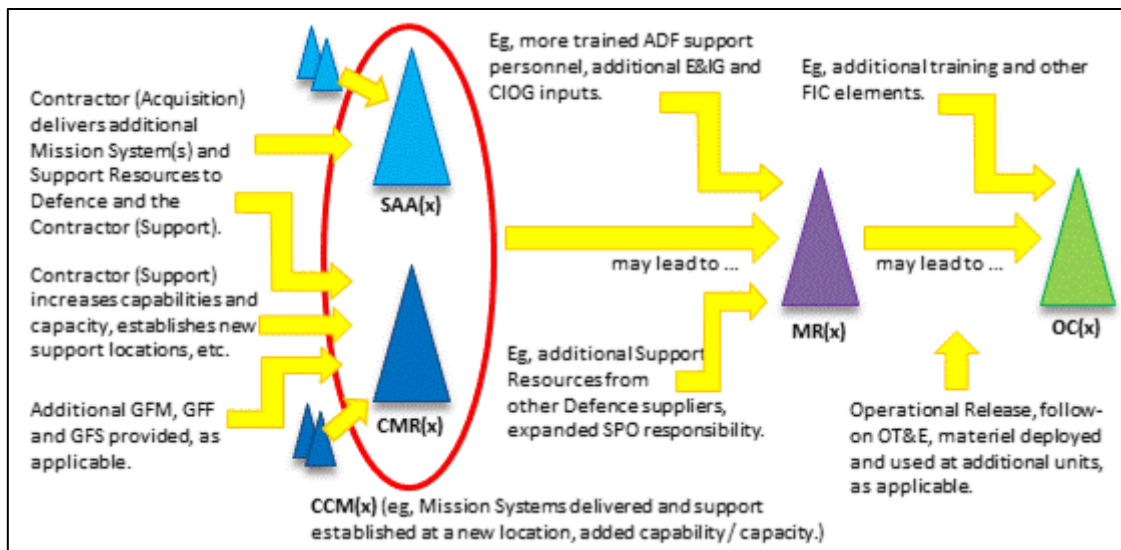 Contractor (Acquisition)
delivers additional
Mission System(s) and
Support Resources to
Defence and the
Contractor (Support).
Contractor (Support)
increases capabilities and
capacity, establishes new
support locations, etc.
Additional GFM, GFF
and GFS provided, as
applicable.
SAA(x)
CMR(x)
CCM(x) (eg, Mission Systems delivered and support
established at a new location, added capability / capacity.)
Eg, more trained ADF support
personnel, additional E&IG and
CIOG inputs.
may lead to ...
Eg, additional Support
Resources from
other Defence suppliers,
expanded SPO responsibility.
MR(x)
Eg, additional training and other
FIC elements.
may lead to ...
OC(x)
Operational Release, follow-
on OT&E, materiel deployed
and used at additional units,
as applicable.